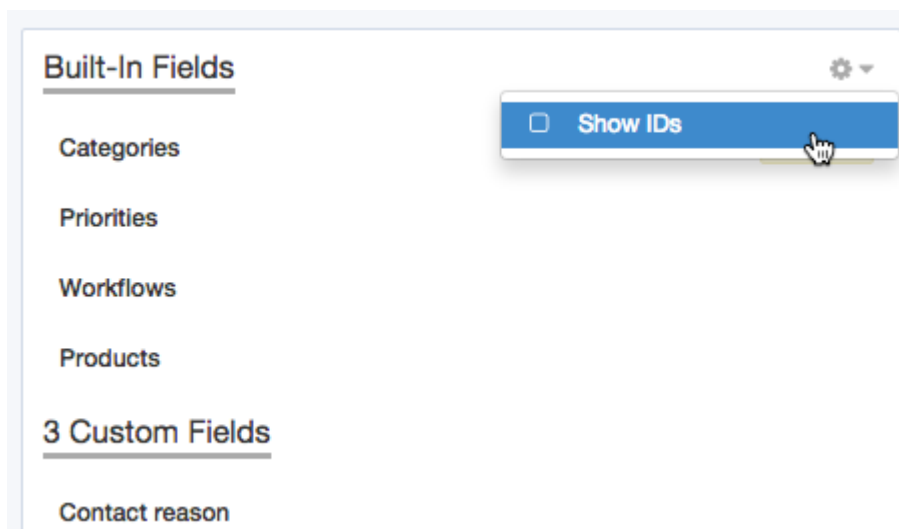 Built-In Fields
Show IDs
Categories
Priorities
Workflows
Products
3 Custom Fields
Contact reason